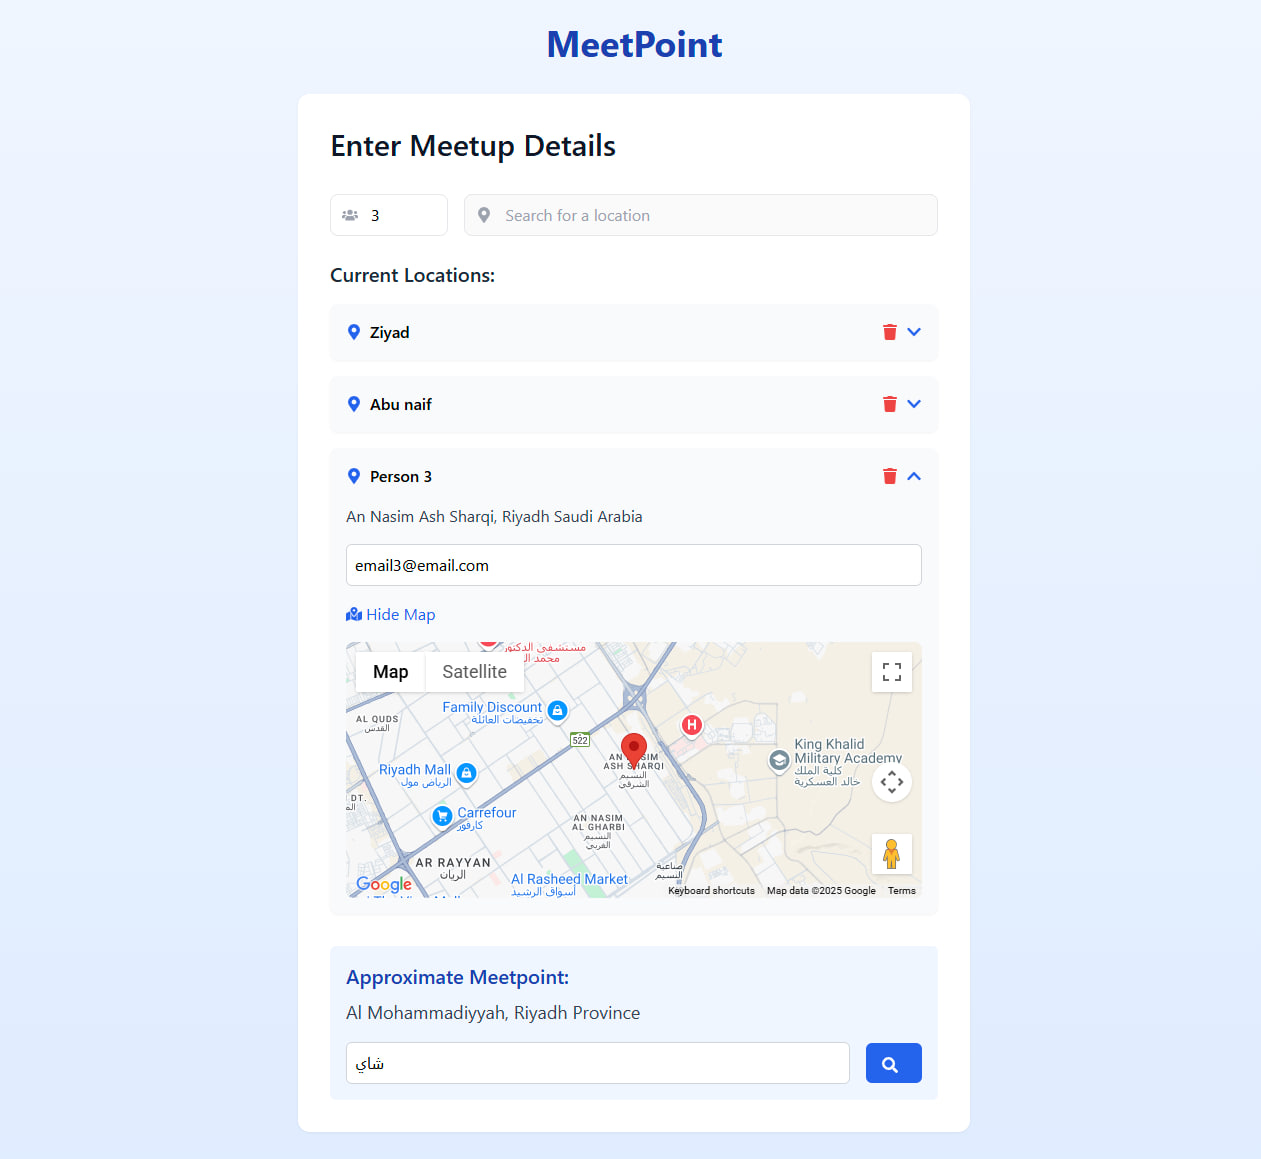 MeetPoint
Enter Meetup Details
3
Search for a location
Current Locations:
Ziyad
Abu naif
Person 3
An Nasim Ash Sharqi, Riyadh Saudi Arabia
email3@email.com
Hide Map
Map
Satellite
مستشفى الدكتور
محمد ال
Family Discount
تخفيضات العائلة
AL QUDS
القدس
522
H
AN NASIM
ASH SHARQI
النسيم
الشرقي
King Khalid
Military Academy
كلية الملك
خالد العسكرية
Riyadh Mall
الرياض مول
DT.
Carrefour
كارفور
AN NASIM
AL GHARBI
النسيم
الغربي
AR RAYYAN
الريان
صناعية
النسيم
Al Rasheed Market
أسواق الرشيد
Google
Keyboard shortcuts
Map data ©2025 Google
Terms
Approximate Meetpoint:
Al Mohammadiyyah, Riyadh Province
شاي